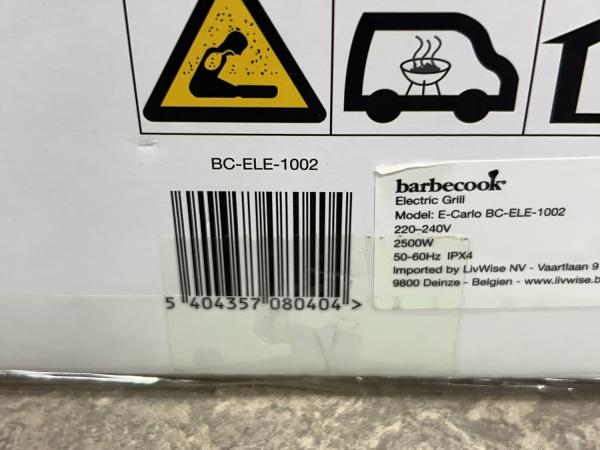 BC-ELE-1002
5 404357 080404 >
barbecook
Electric Grill
Model: E-Carlo BC-ELE-1002
220–240V
2500W
50-60Hz IPX4
Imported by LivWise NV - Vaartlaan 9
9800 Deinze - Belgien - www.livwise.b